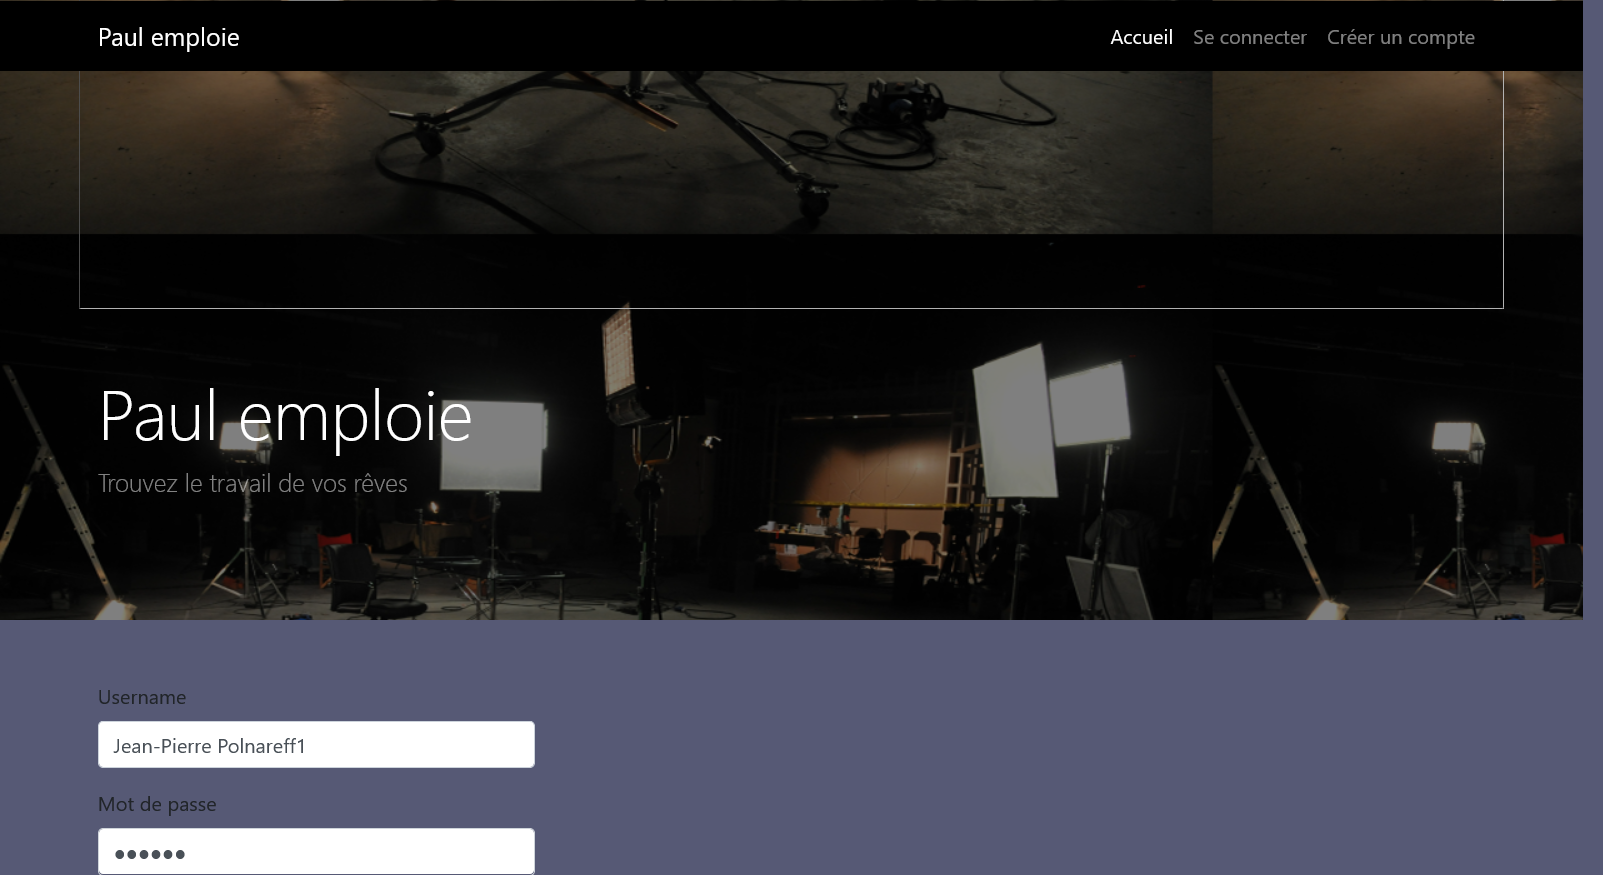 Paul emploie
Accueil Se connecter Créer un compte
Paul emploie
Trouvez le travail de vos rêves
Username
Jean-Pierre Polnareff1
Mot de passe
●●●●●●